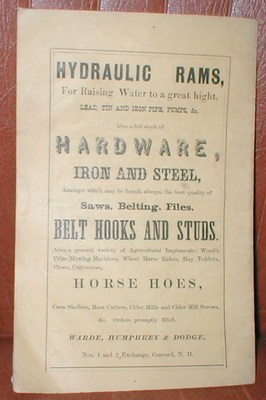 HYDRAULIC RAMS,
For Raising Water to a great hight.
LEAD, TIN AND IRON PIPE, PUMPS, &c.
Also a full stock of
HARDWARE,
IRON AND STEEL,
Amongst which may be found, always, the best quality of
Saws, Belting, Files,
BELT HOOKS AND STUDS.
Also, a general variety of Agricultural Implements; Wood's
Prize Mowing Machines, Wheel Horse Rakes, Hay Tedders,
Plows, Cultivators,
HORSE HOES,
Corn Shellers, Root Cutters, Cider Mills and Cider Mill Screws,
&c. Orders promptly filled.
WARDE, HUMPHREY & DODGE,
Nos. 1 and 2 Exchange, Concord, N. H.